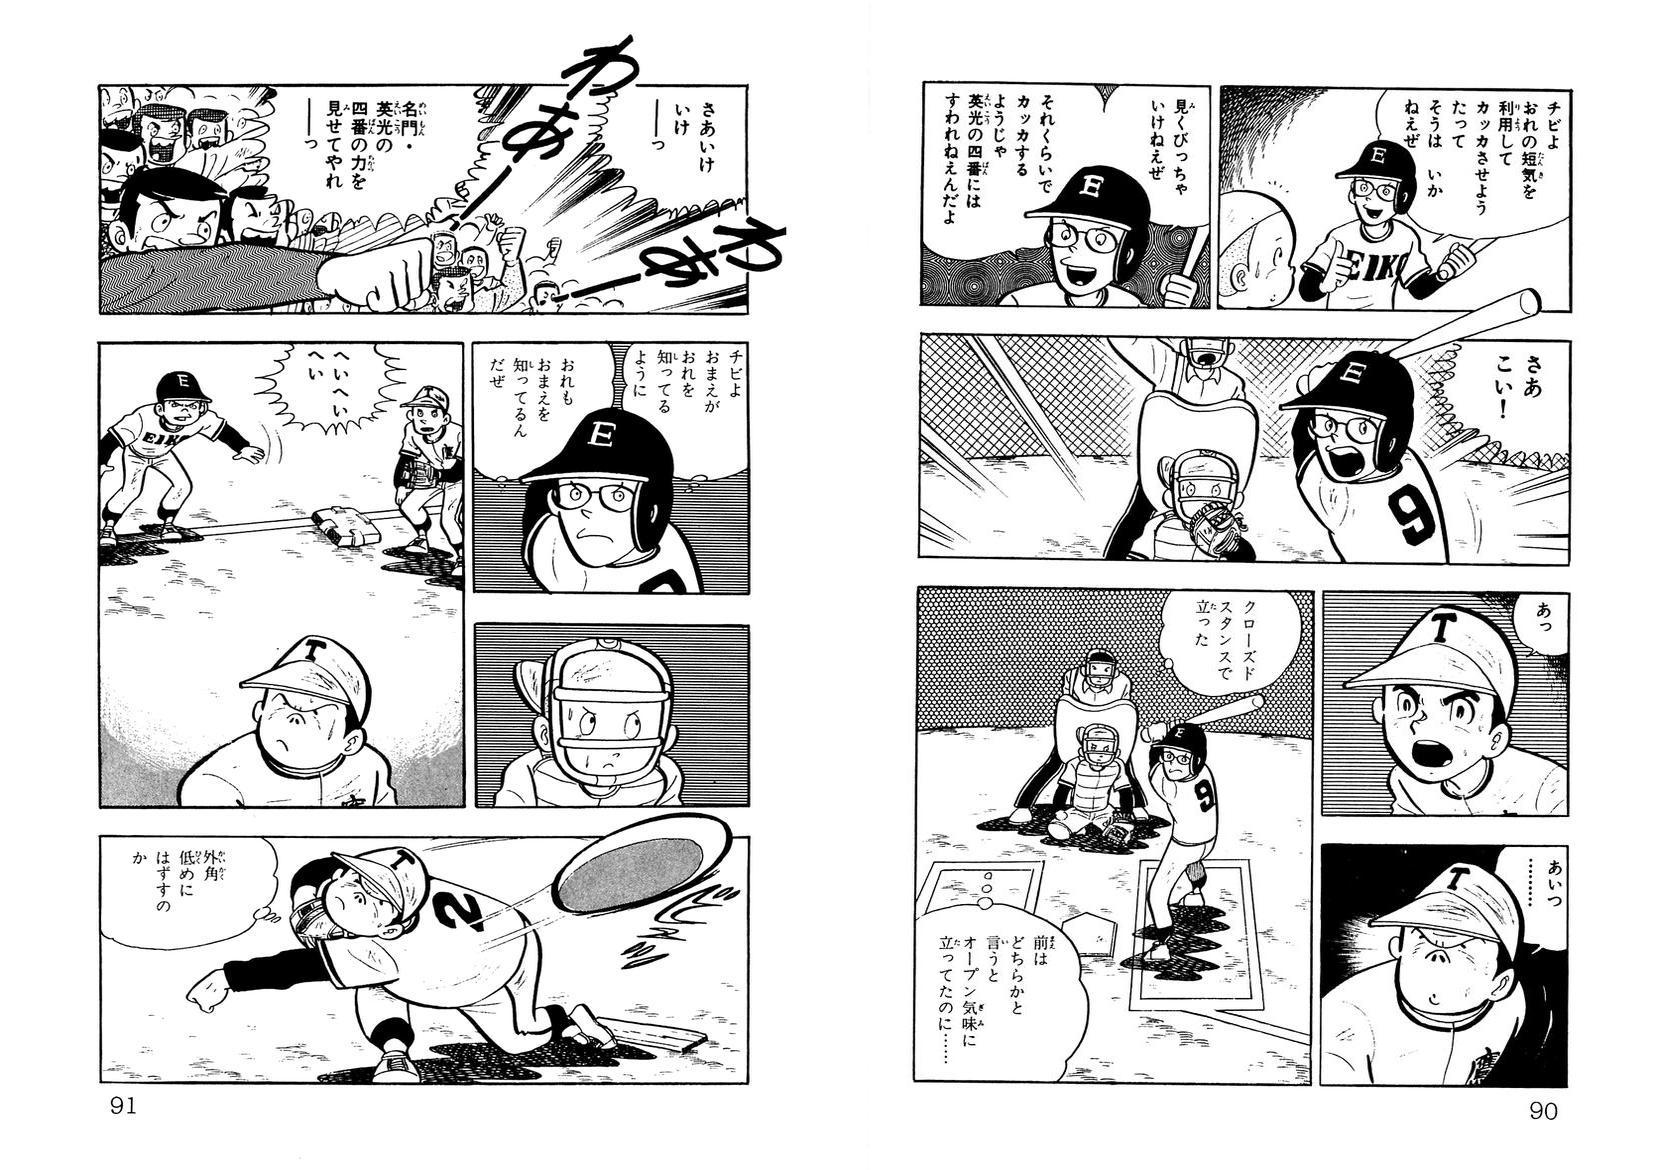 チビよ
おれの短気を
利用して
カッカさせよう
たって
そうは いか
ねえぜ
EIKO
E
見くびっちゃ
いけねえぜ
それくらいで
カッカする
ようじゃ
英光の四番には
すわれねえんだよ
E
さあ
こい!
E
9
あっ
T
クローズド
スタンスで
立った
E
9
前は
どちらかと
言うと
オープン気味に
立ってたのに……
あいつ
………
T
90
さあいけ
いけ
ーっ
わあー
わあー
名門・
英光の
四番の力を
見せてやれ
ーっ
チビよ
おまえが
おれを
知ってる
ように
おれも
おまえを
知ってるん
だぜ
E
へいへい
へい
E
EIKO
T
外角
低めに
はずすの
か
T
2
91